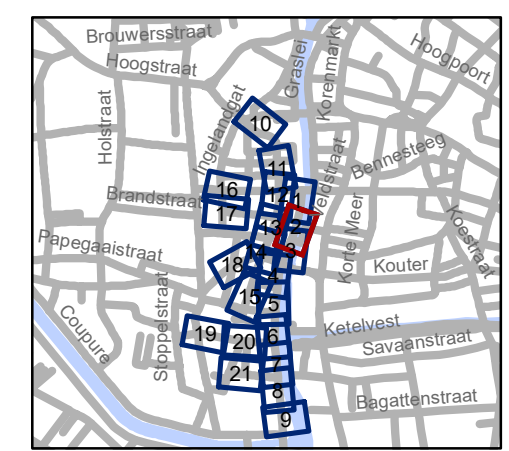 Brouwersstraat
Hoogstraat
Graslei
Korenmarkt
Hoogpoort
Holstraat
Ingelandgat
10
Veldstraat
Bennesteeg
11
16
12
1
Brandstraat
17
13
2
Korte Meer
Koestraat
Papegaaistraat
14
3
18
4
Kouter
15
5
Coupure
Stoppelstraat
19
20
6
Ketelvest
Savaanstraat
21
7
8
Bagattenstraat
9